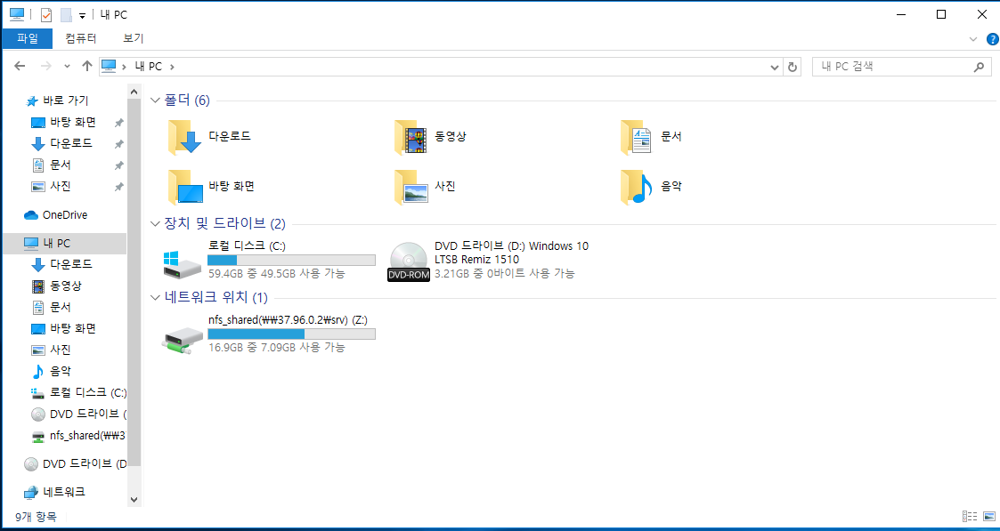 내 PC
파일 컴퓨터 보기
내 PC
내 PC 검색
바로 가기
바탕 화면
다운로드
문서
사진
OneDrive
내 PC
다운로드
동영상
문서
바탕 화면
사진
음악
로컬 디스크 (C:)
DVD 드라이브 (
nfs_shared(₩₩37
DVD 드라이브 (D
네트워크
폴더 (6)
다운로드
동영상
문서
바탕 화면
사진
음악
장치 및 드라이브 (2)
로컬 디스크 (C:)
59.4GB 중 49.5GB 사용 가능
DVD-ROM
DVD 드라이브 (D:) Windows 10
LTSB Remiz 1510
3.21GB 중 0바이트 사용 가능
네트워크 위치 (1)
nfs_shared(₩₩37.96.0.2₩srv) (Z:)
16.9GB 중 7.09GB 사용 가능
9개 항목